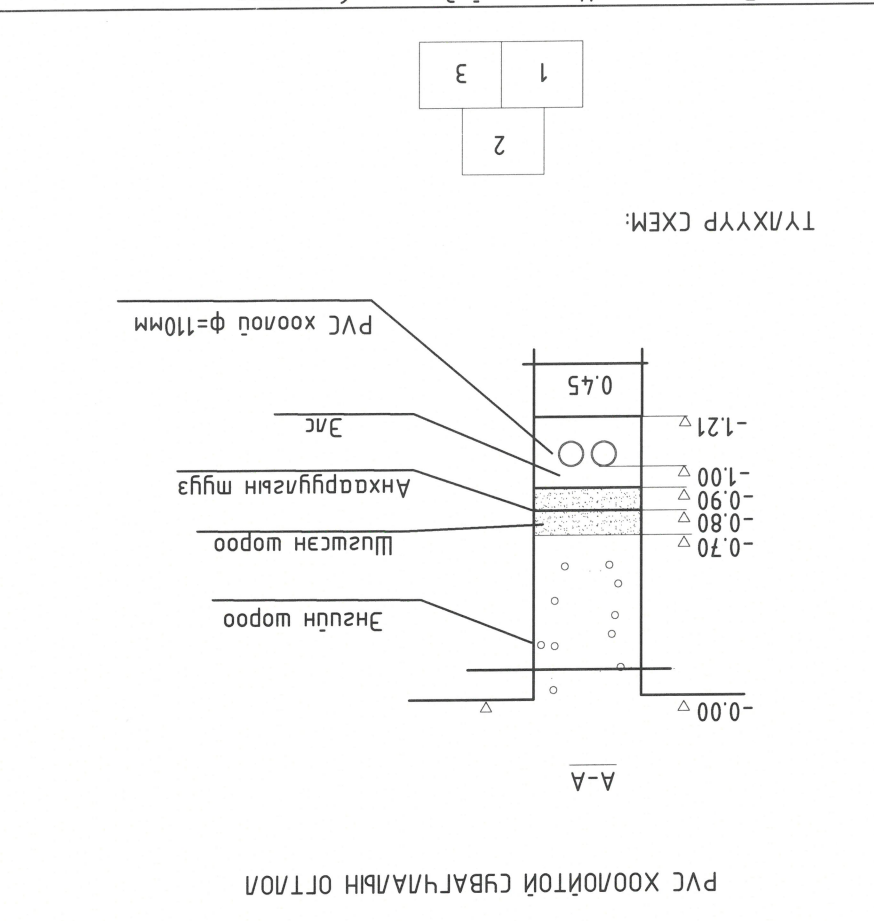 PVC ХООЛОЙТОЙ СУВАГЧЛАЛЫН ОГТЛОЛ
A-A
-0.00
Энгийн шороо
-0.70
Шигшсэн шороо
-0.80
-0.90
Анхааруулгын тууз
-1.00
Элс
-1.21
0.45
PVC хоолой ф=110мм
ТҮЛХҮҮР СХЕМ:
2
1
3